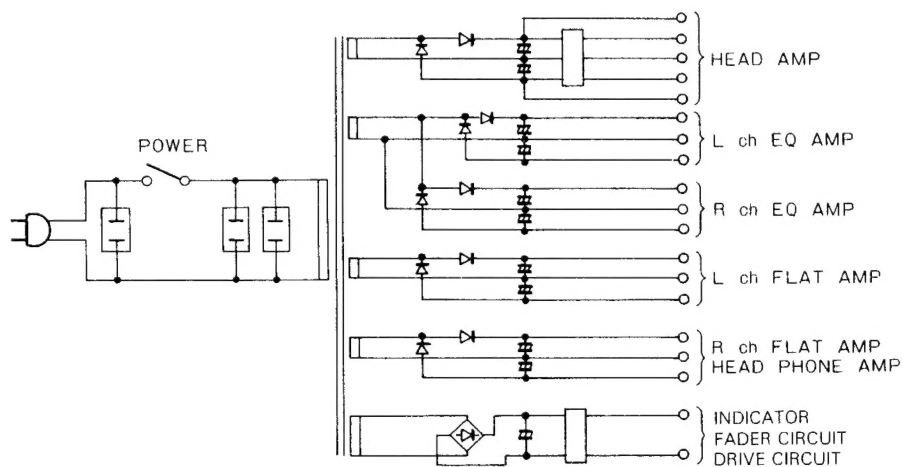 HEAD AMP
POWER
L ch EQ AMP
R ch EQ AMP
L ch FLAT AMP
R ch FLAT AMP
HEAD PHONE AMP
INDICATOR
FADER CIRCUIT
DRIVE CIRCUIT